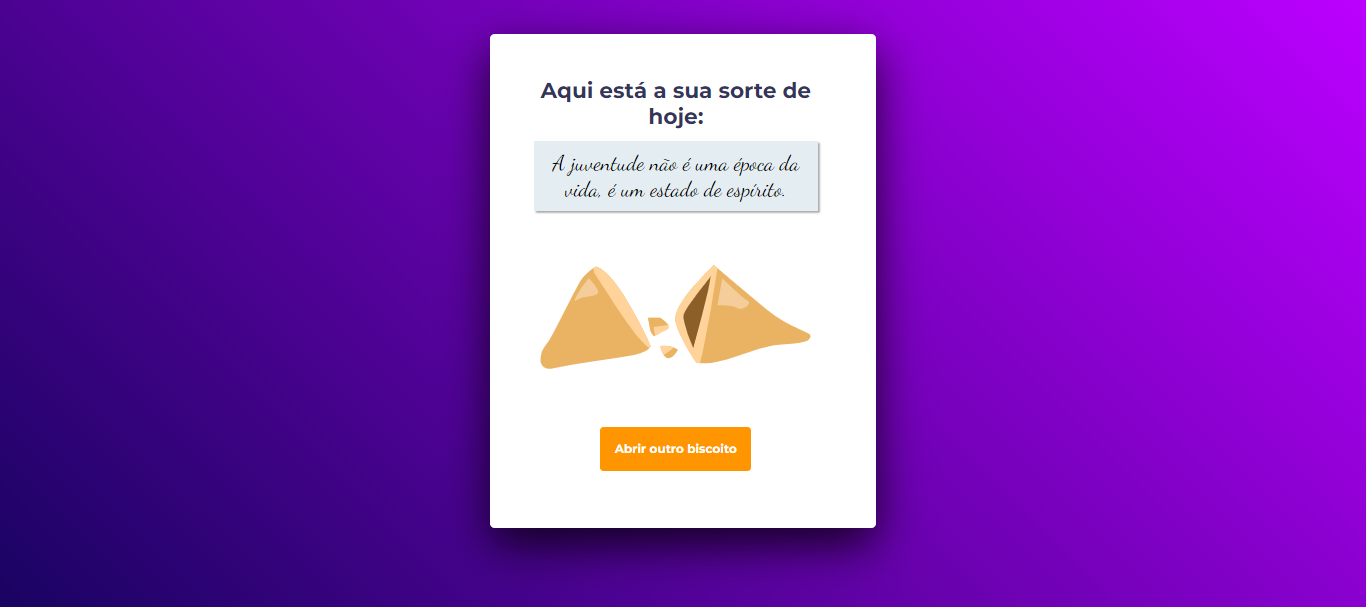 Aqui está a sua sorte de
hoje:
A juventude não é uma época da
vida, é um estado de espírito.
Abrir outro biscoito